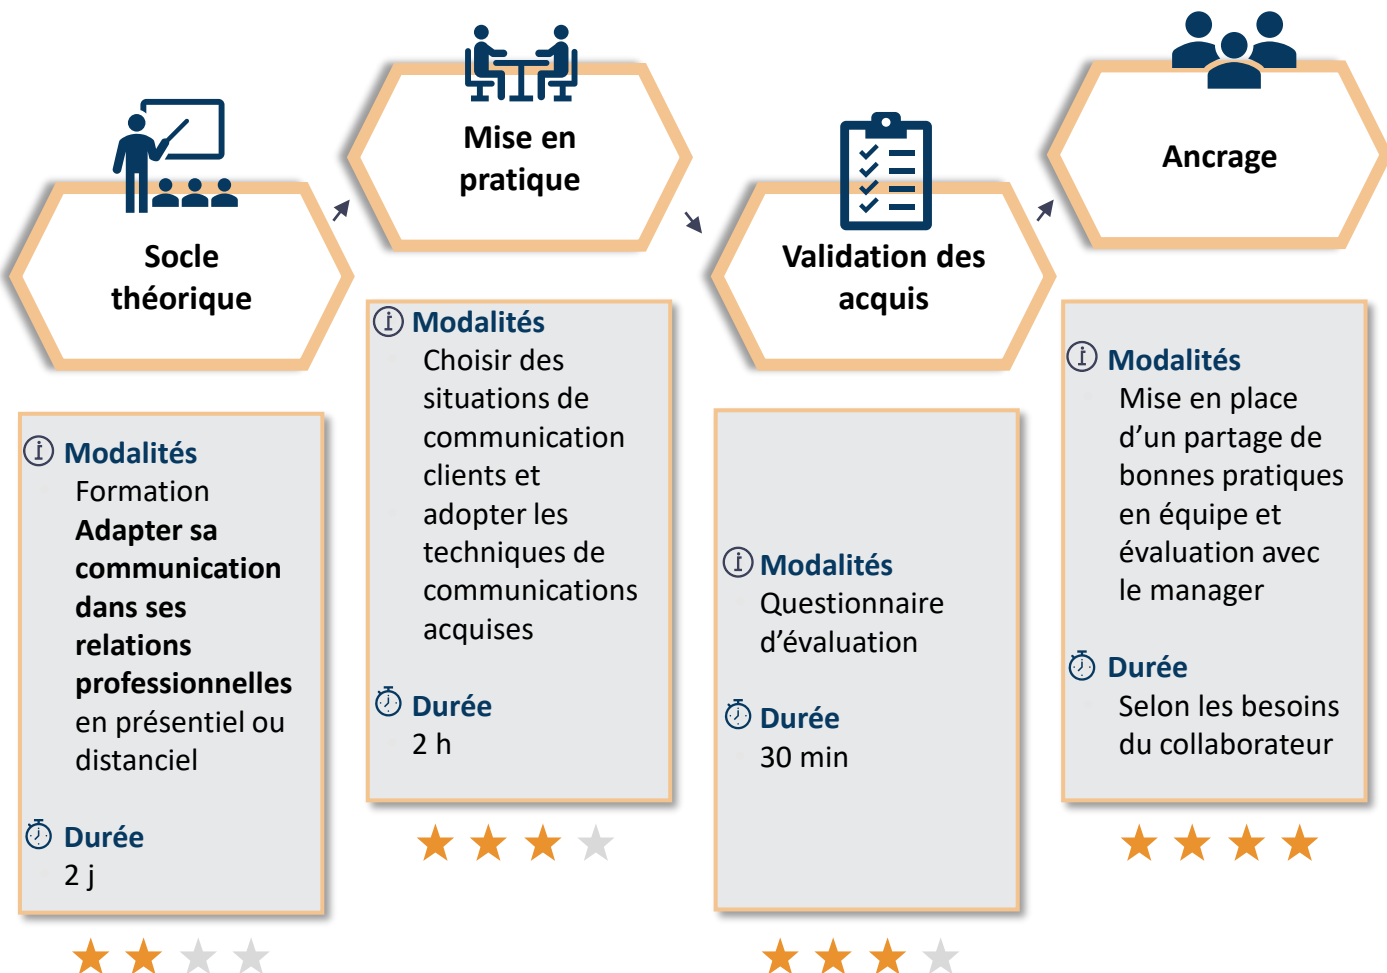 Socle
théorique
Modalités
Formation
Adapter sa
communication
dans ses
relations
professionnelles
en présentiel ou
distanciel
Durée
2 j
Mise en
pratique
Modalités
Choisir des
situations de
communication
clients et
adopter les
techniques de
communications
acquises
Durée
2 h
Validation des
acquis
Modalités
Questionnaire
d’évaluation
Durée
30 min
Ancrage
Modalités
Mise en place
d’un partage de
bonnes pratiques
en équipe et
évaluation avec
le manager
Durée
Selon les besoins
du collaborateur